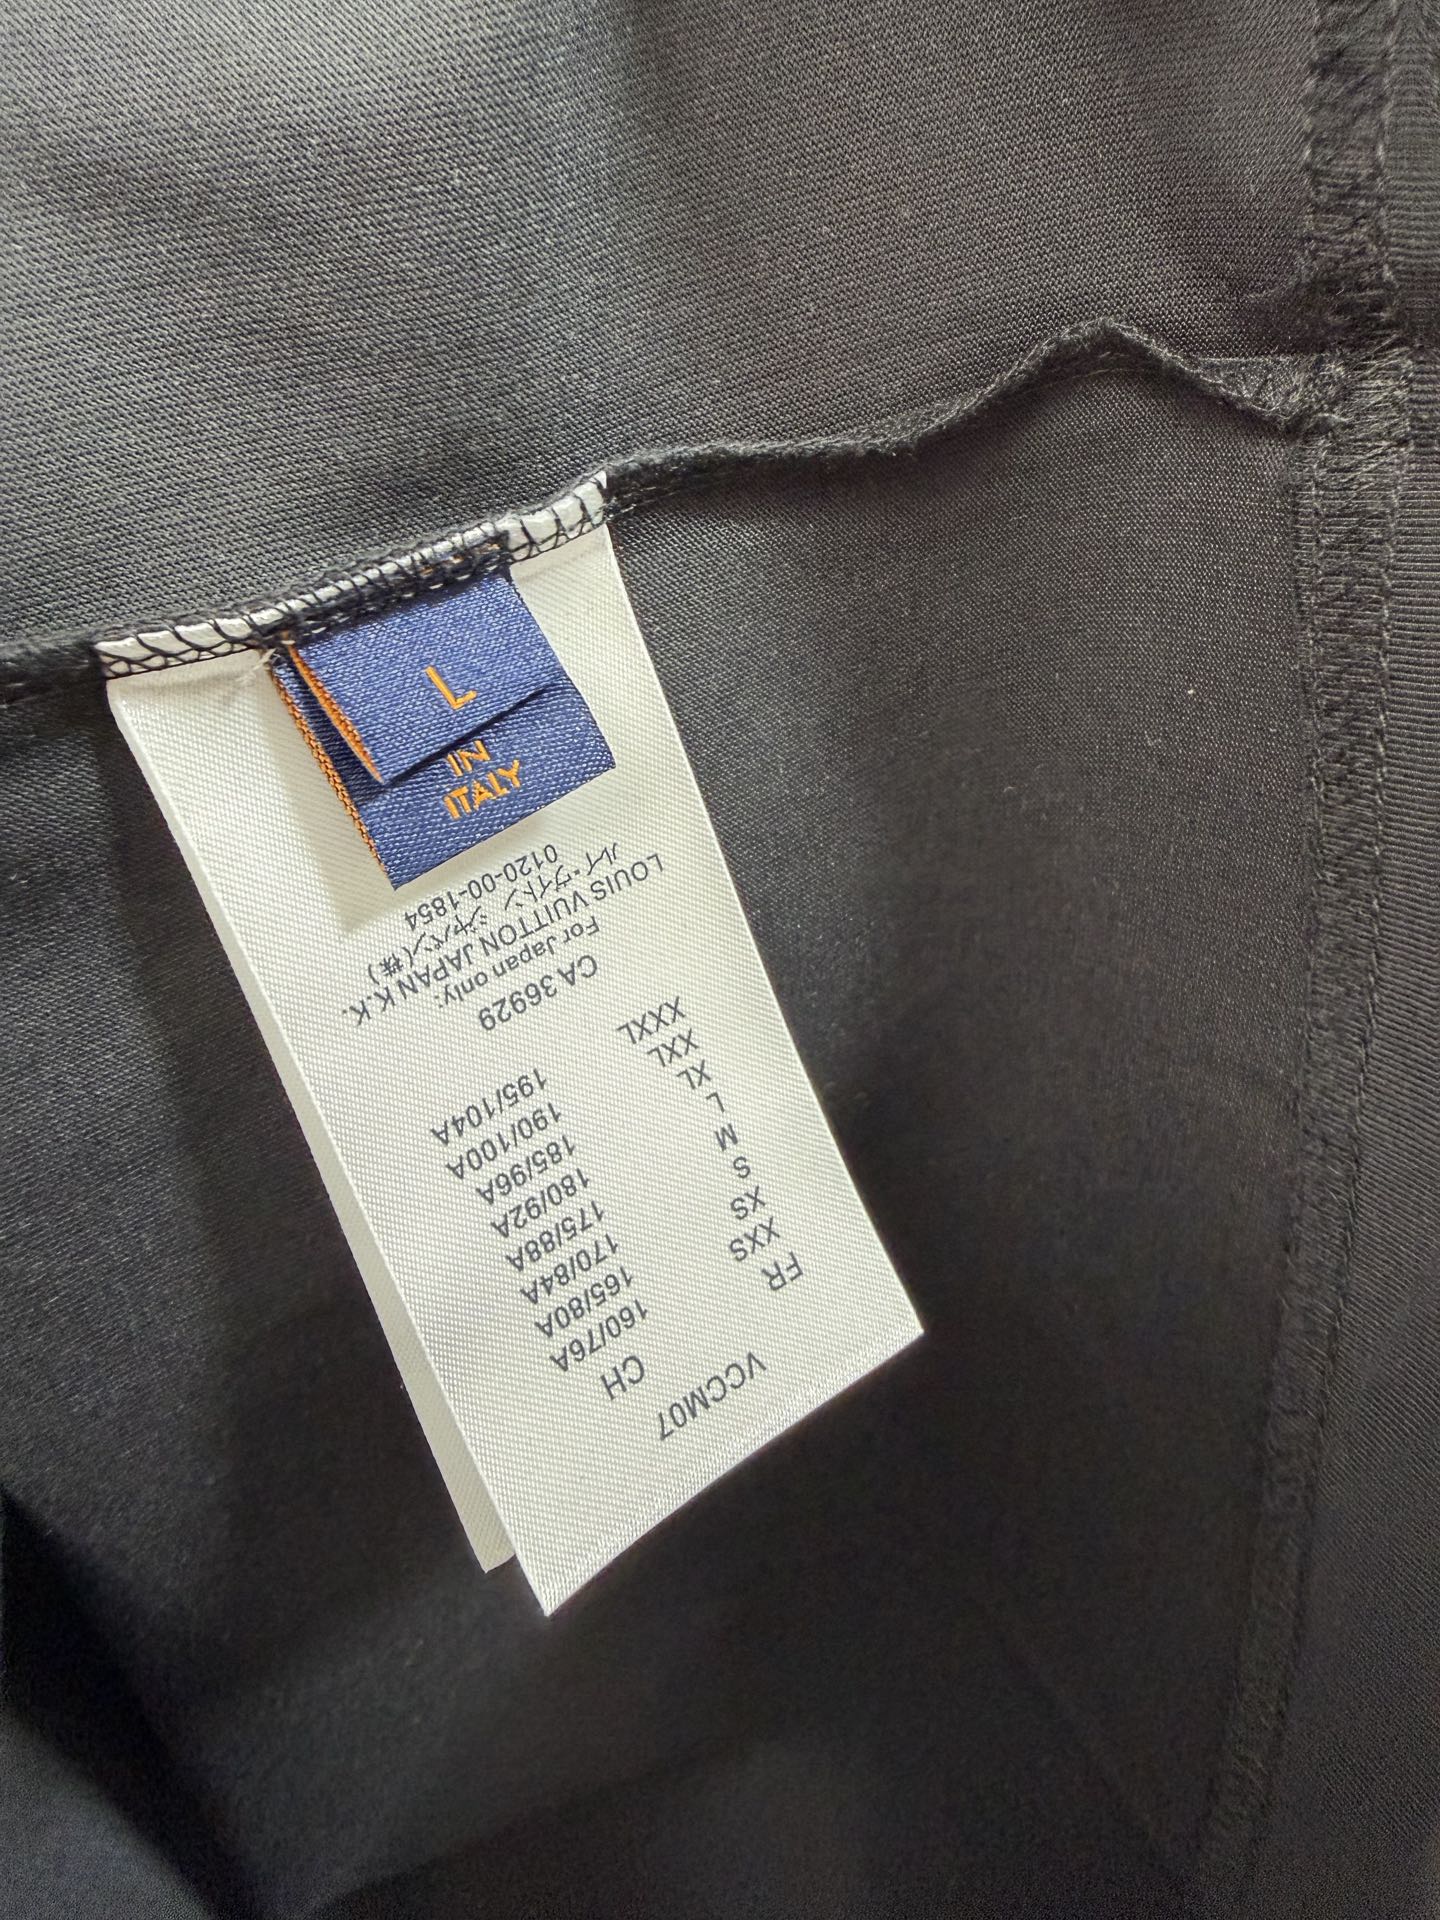 L
IN
ITALY
VCCM07
FR CH
XXS 160/76A
XS 165/80A
S 170/84A
M 175/88A
L 180/92A
XL 185/96A
XXL 190/100A
XXXL 195/104A
CA 36929
For Japan only:
LOUIS VUITTON JAPAN K.K.
ルイ・ヴィトン ジャパン(株)
0120-00-1854